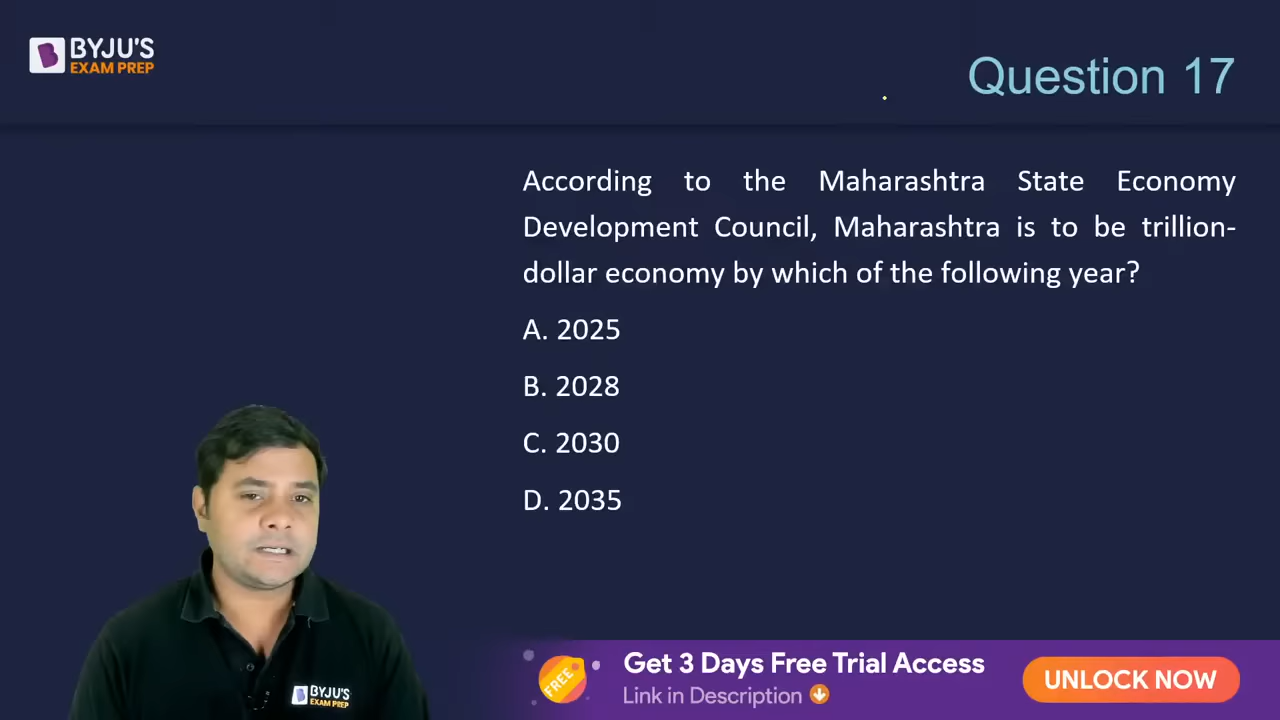 BYJU'S
EXAM PREP
Question 17
According to the Maharashtra State Economy
Development Council, Maharashtra is to be trillion-
dollar economy by which of the following year?
A. 2025
B. 2028
C. 2030
D. 2035
BYJU'S
EXAM PREP
FREE
Get 3 Days Free Trial Access
Link in Description
UNLOCK NOW